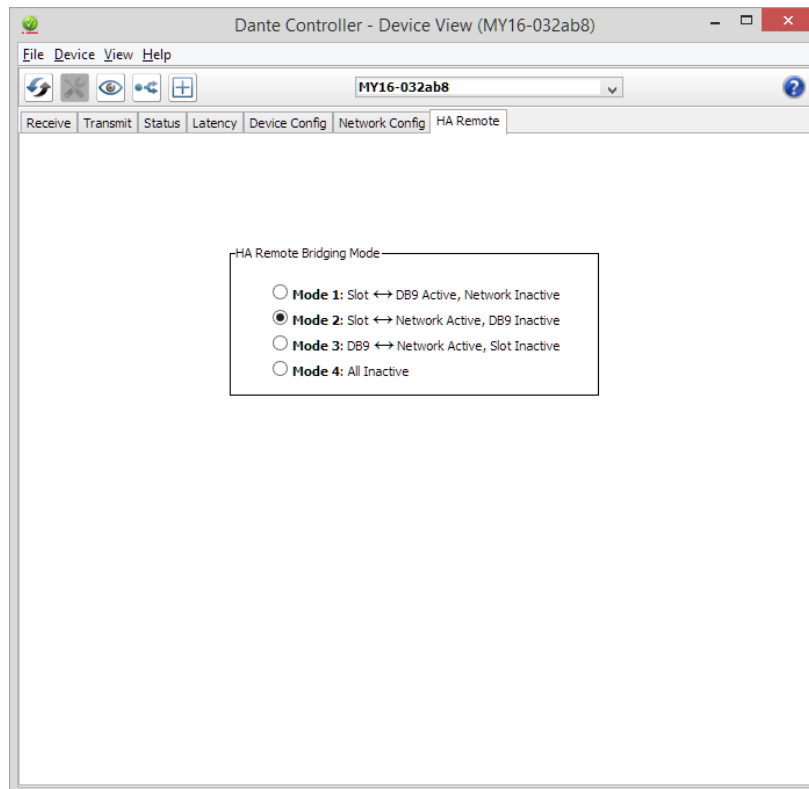 Dante Controller - Device View (MY16-032ab8)
File Device View Help
MY16-032ab8
Receive Transmit Status Latency Device Config Network Config HA Remote
HA Remote Bridging Mode
Mode 1: Slot ↔ DB9 Active, Network Inactive
Mode 2: Slot ↔ Network Active, DB9 Inactive
Mode 3: DB9 ↔ Network Active, Slot Inactive
Mode 4: All Inactive